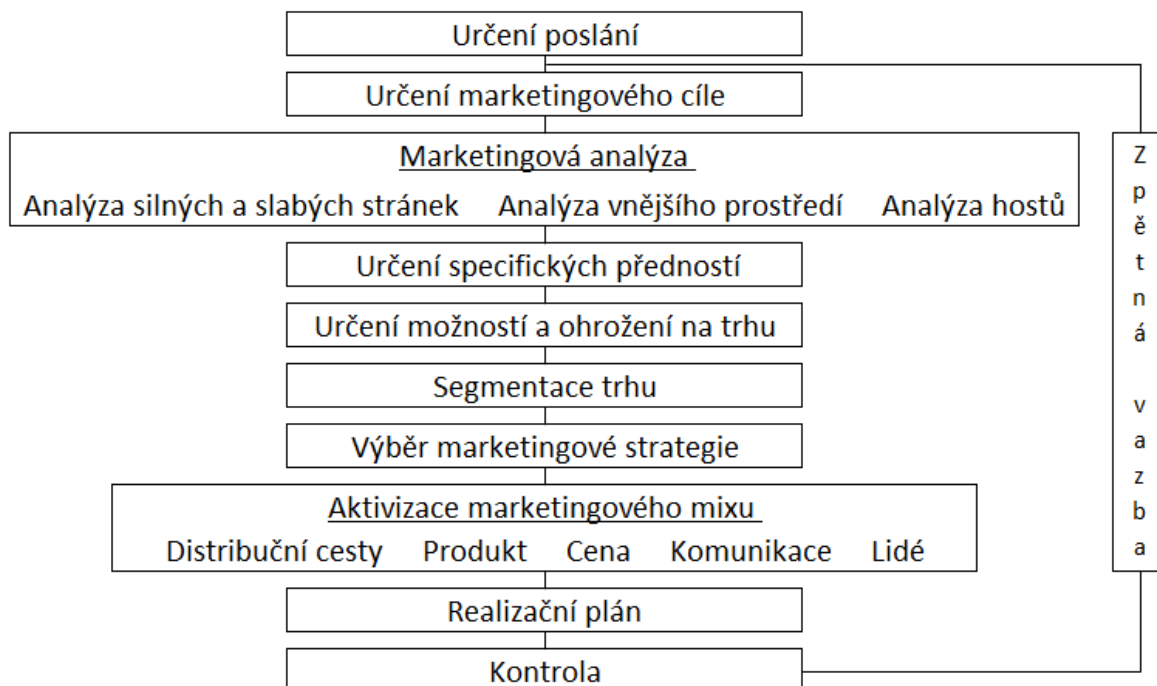 Určení poslání
Určení marketingového cíle
Marketingová analýza
Analýza silných a slabých stránek Analýza vnějšího prostředí Analýza hostů
Určení specifických předností
Určení možností a ohrožení na trhu
Segmentace trhu
Výběr marketingové strategie
Aktivizace marketingového mixu
Distribuční cesty Produkt Cena Komunikace Lidé
Realizační plán
Kontrola
Zpětná vazba